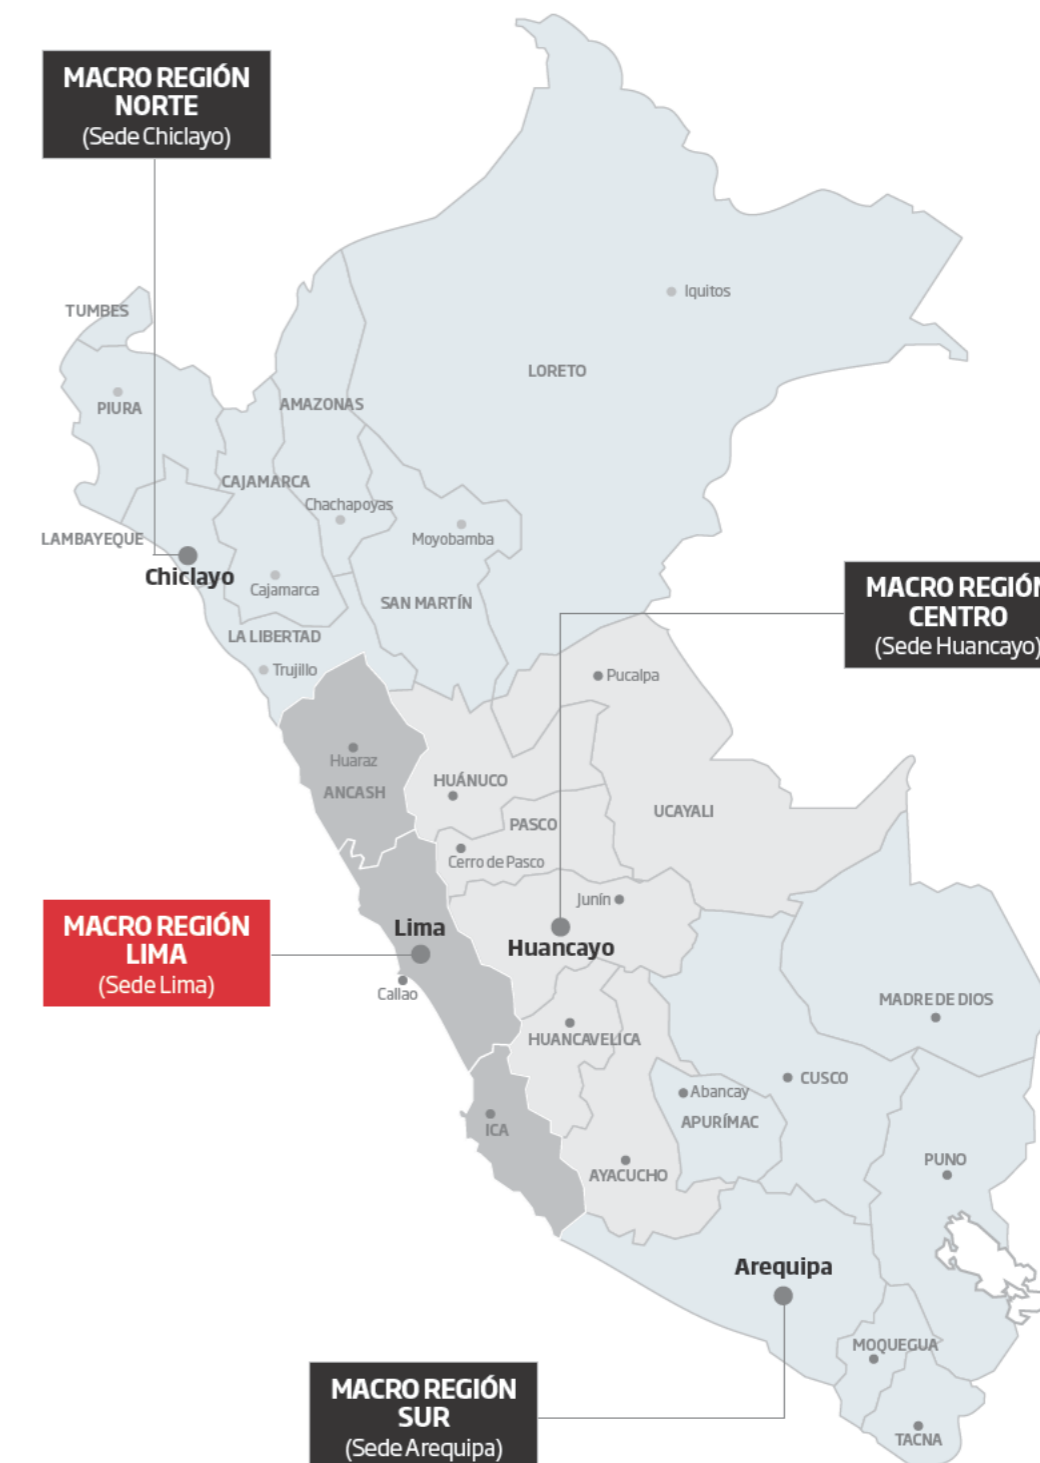 MACRO REGIÓN
NORTE
(Sede Chiclayo)
Iquitos
TUMBES
LORETO
PIURA
AMAZONAS
CAJAMARCA
Chachapoyas
LAMBAYEQUE
Moyobamba
Chiclayo
Cajamarca
SAN MARTÍN
MACRO REGIÓN
CENTRO
(Sede Huancayo)
LA LIBERTAD
Trujillo
Pucalpa
Huaraz
ANCASH
HUÁNUCO
UCAYALI
PASCO
Cerro de Pasco
Junín
MACRO REGIÓN
LIMA
(Sede Lima)
Lima
Huancayo
Callao
MADRE DE DIOS
HUANCAVELICA
CUSCO
Abancay
APURÍMAC
ICA
PUNO
AYACUCHO
Arequipa
MOQUEGUA
MACRO REGIÓN
SUR
(Sede Arequipa)
TACNA